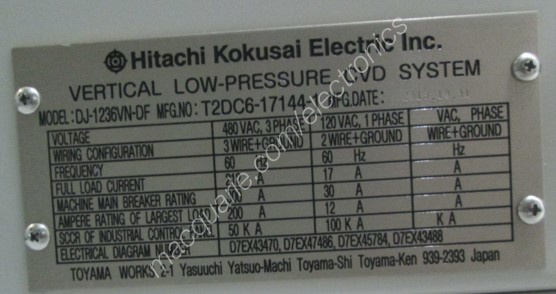 Hitachi Kokusai Electric Inc.
VERTICAL LOW-PRESSURE CVD SYSTEM
MODEL: DJ-1236VN-DF MFG.NO: T2DC6-17144 MFG.DATE:
VOLTAGE 480 VAC, 3 PHASE 120 VAC, 1 PHASE VAC, PHASE
WIRING CONFIGURATION 3 WIRE+GROUND 2 WIRE+GROUND WIRE+GROUND
FREQUENCY 60 Hz 60 Hz Hz
FULL LOAD CURRENT A 17 A A
MACHINE MAIN BREAKER RATING A 30 A A
AMPERE RATING OF LARGEST LOAD 200 A 12 A A
SCCR OF INDUSTRIAL CONTROL 50 K A 100 K A K A
ELECTRICAL DIAGRAM NUMBER D7EX43470, D7EX47486, D7EX45784, D7EX43488
TOYAMA WORKS 2-1 Yasuuchi Yatsuo-Machi Toyama-Shi Toyama-Ken 939-2393 Japan
macquarie.com/electronics